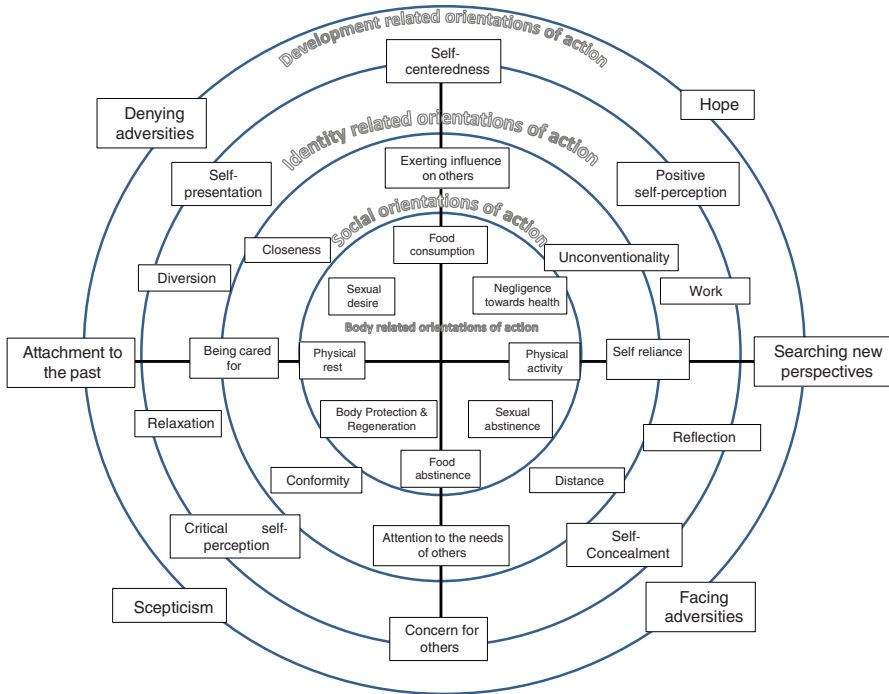 Development related orientations of action
Self-
centeredness
Denying
adversities
Hope
Identity related orientations of action
Exerting influence
on others
Self-
presentation
Positive
self-perception
Social orientations of action
Closeness
Food
consumption
Unconventionality
Diversion
Sexual
desire
Negligence
towards health
Work
Body related orientations of action
Attachment to
the past
Being cared
for
Physical
rest
Physical
activity
Self reliance
Searching new
perspectives
Relaxation
Body Protection &
Regeneration
Sexual
abstinence
Reflection
Conformity
Food
abstinence
Distance
Critical self-
perception
Attention to the needs
of others
Self-
Concealment
Scepticism
Concern for
others
Facing
adversities